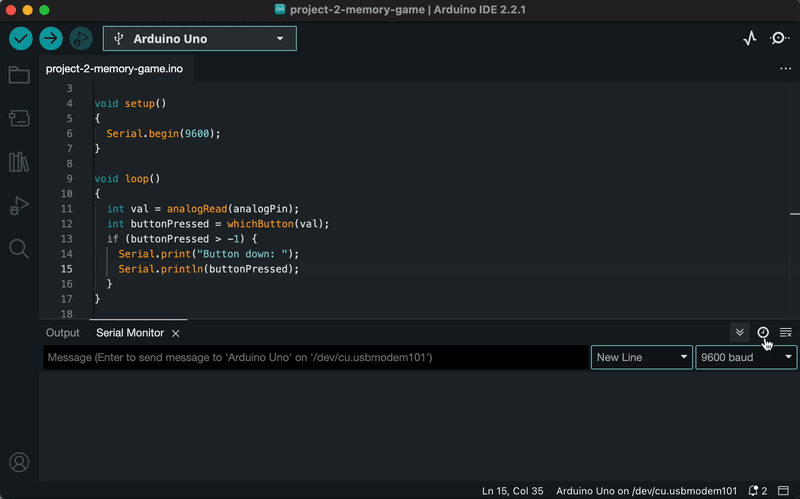 project-2-memory-game | Arduino IDE 2.2.1
Arduino Uno
project-2-memory-game.ino
3
4 void setup()
5 {
6 Serial.begin(9600);
7 }
8
9 void loop()
10 {
11 int val = analogRead(analogPin);
12 int buttonPressed = whichButton(val);
13 if (buttonPressed > -1) {
14 Serial.print("Button down: ");
15 Serial.println(buttonPressed);
16 }
17 }
18
Output Serial Monitor
Message (Enter to send message to 'Arduino Uno' on '/dev/cu.usbmodem101') New Line 9600 baud
Ln 15, Col 35 Arduino Uno on /dev/cu.usbmodem101 2